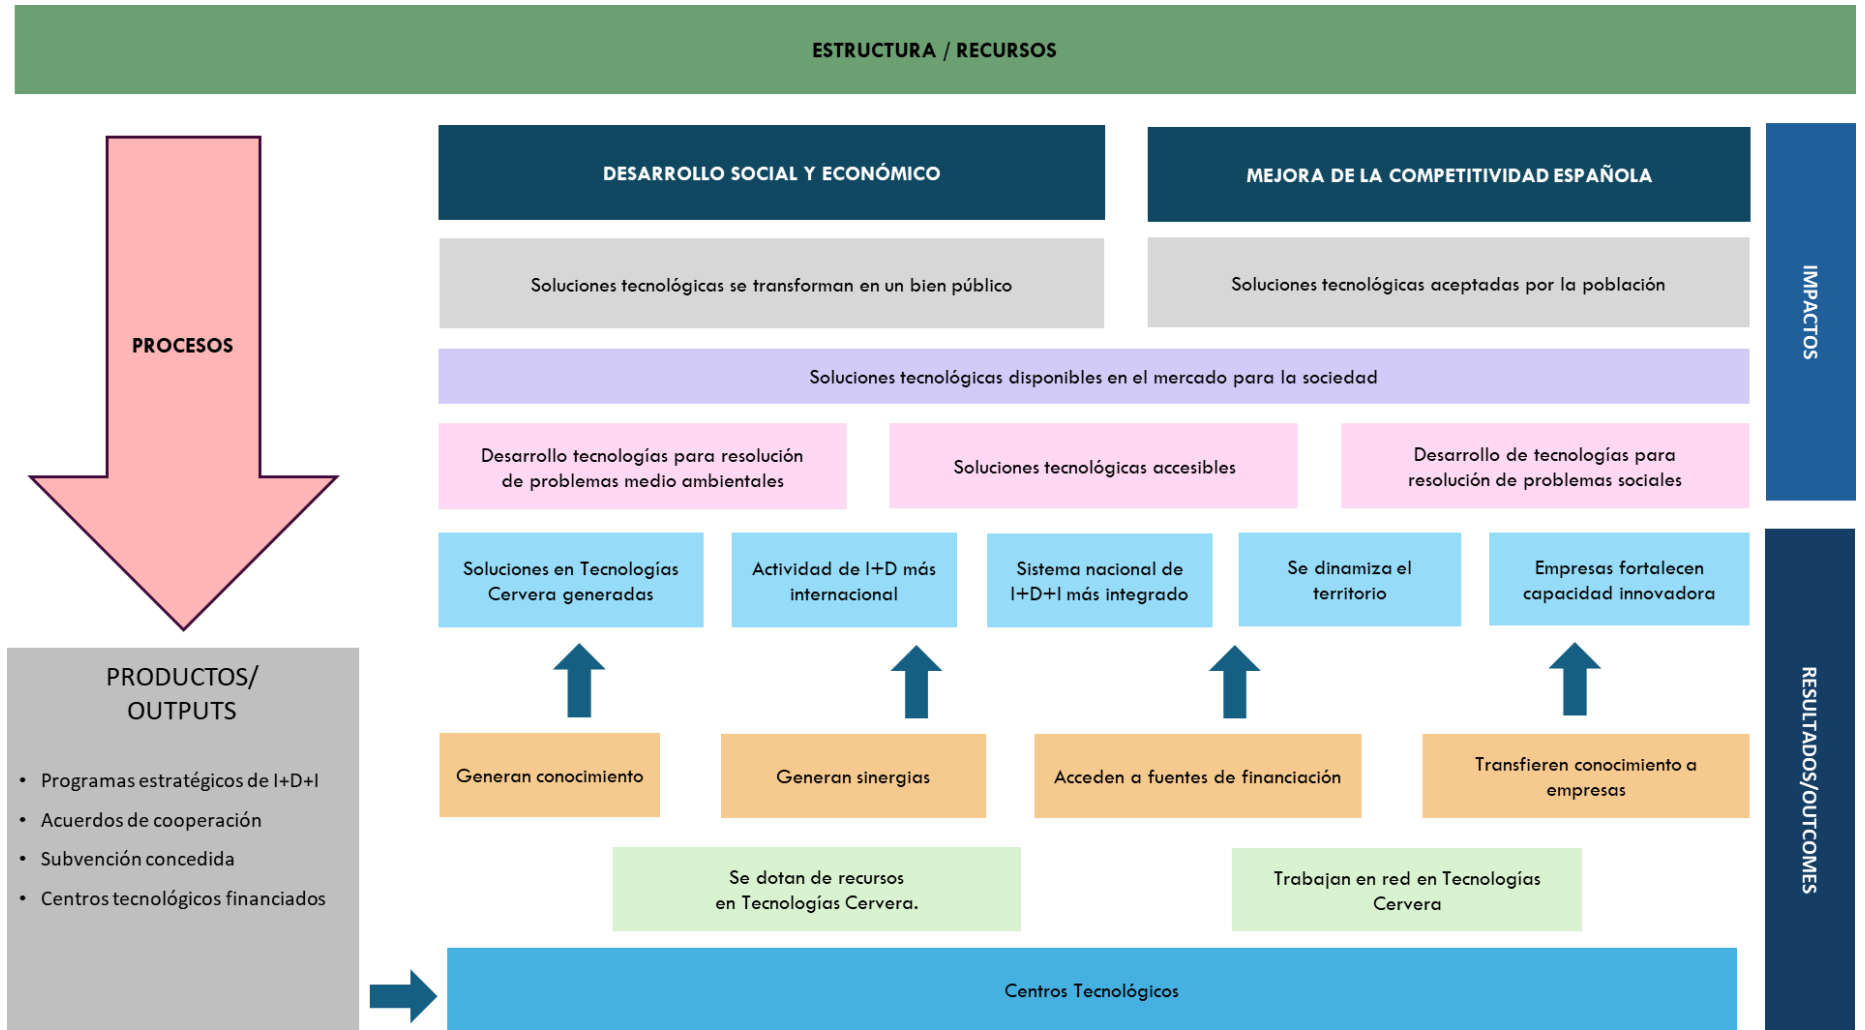 ESTRUCTURA / RECURSOS
PROCESOS
PRODUCTOS/
OUTPUTS
• Programas estratégicos de I+D+I
• Acuerdos de cooperación
• Subvención concedida
• Centros tecnológicos financiados
DESARROLLO SOCIAL Y ECONÓMICO
MEJORA DE LA COMPETITIVIDAD ESPAÑOLA
Soluciones tecnológicas se transforman en un bien público
Soluciones tecnológicas aceptadas por la población
Soluciones tecnológicas disponibles en el mercado para la sociedad
Desarrollo tecnologías para resolución
de problemas medio ambientales
Soluciones tecnológicas accesibles
Desarrollo de tecnologías para
resolución de problemas sociales
IMPACTOS
Soluciones en Tecnologías
Cervera generadas
Actividad de I+D más
internacional
Sistema nacional de
I+D+I más integrado
Se dinamiza el
territorio
Empresas fortalecen
capacidad innovadora
Generan conocimiento
Generan sinergias
Acceden a fuentes de financiación
Transfieren conocimiento a
empresas
Se dotan de recursos
en Tecnologías Cervera.
Trabajan en red en Tecnologías
Cervera
Centros Tecnológicos
RESULTADOS/OUTCOMES